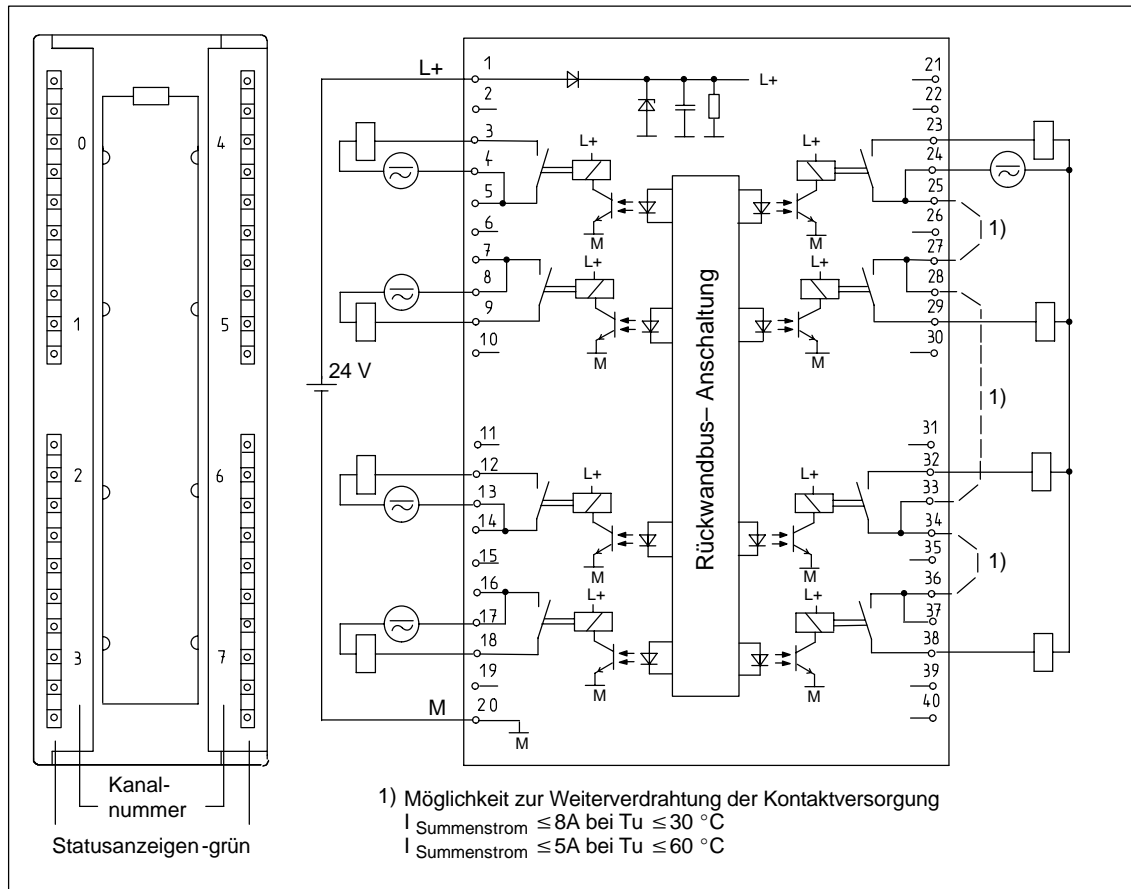 0
1
2
3
4
5
6
7
Kanal-
nummer
Statusanzeigen-grün
L+
24 V
M
1
2
3
4
5
6
7
8
9
10
11
12
13
14
15
16
17
18
19
20
M
L+
L+
M
L+
M
L+
M
L+
M
Rückwandbus–Anschaltung
L+
M
L+
M
L+
M
L+
M
21
22
23
24
25
26
27
28
29
30
31
32
33
34
35
36
37
38
39
40
1)
1)
1)
1) Möglichkeit zur Weiterverdrahtung der Kontaktversorgung
I Summenstrom ≤8A bei Tu ≤30 °C
I Summenstrom ≤5A bei Tu ≤60 °C